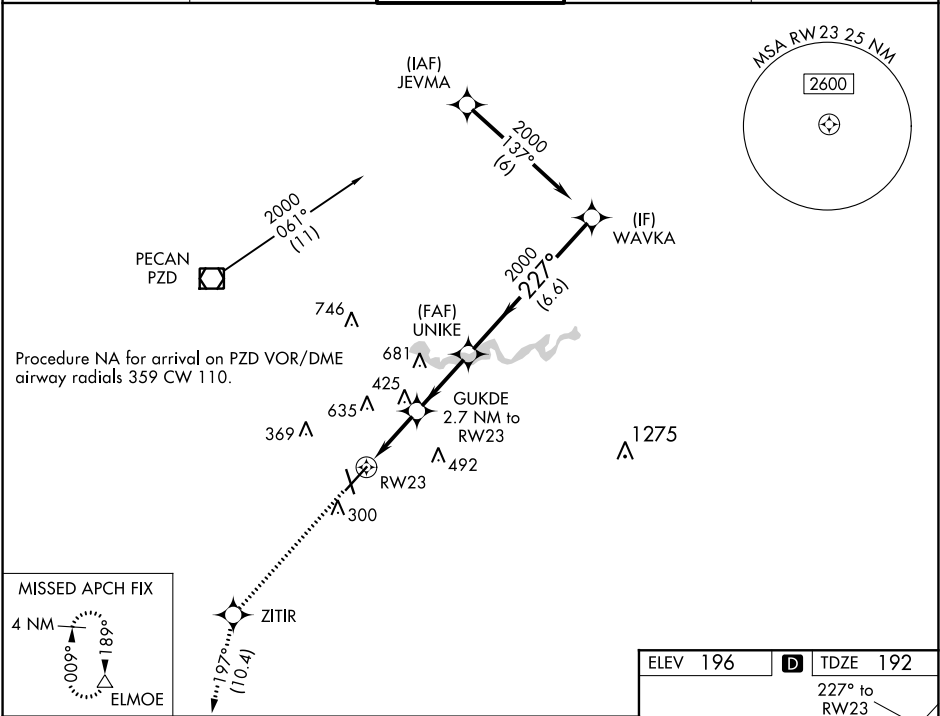 MSA RW 23 25 NM
2600
(IAF)
JEVMA
2000
137°
(6)
2000
061°
(11)
(IF)
WAVKA
PECAN
PZD
2000
227°
(6.6)
746
(FAF)
UNIKE
Procedure NA for arrival on PZD VOR/DME
airway radials 359 CW 110.
681
425
635
GUKDE
2.7 NM to
RW23
369
1275
492
RW23
300
MISSED APCH FIX
4 NM
009°
189°
ELMOE
ZITIR
197°
(10.4)
ELEV 196 D TDZE 192
227° to
RW23